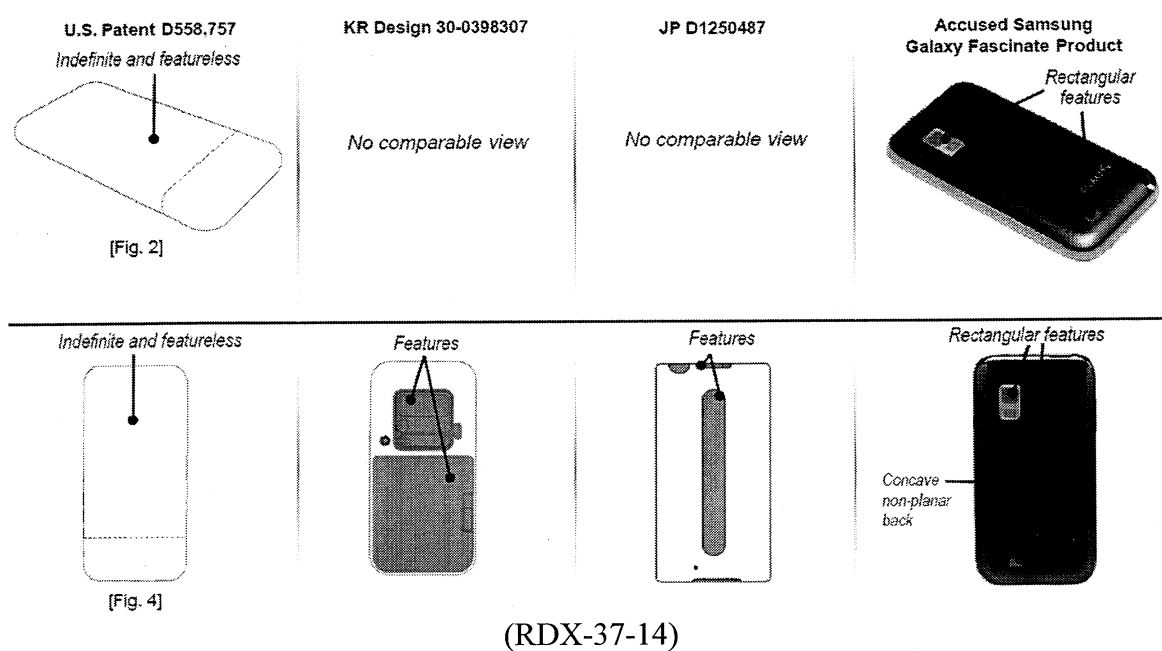 U.S. Patent D558,757
Indefinite and featureless
[Fig. 2]
KR Design 30-0398307
No comparable view
JP D1250487
No comparable view
Accused Samsung
Galaxy Fascinate Product
Rectangular
features
Indefinite and featureless
[Fig. 4]
Features
Features
Rectangular features
Concave
non-planar
back
(RDX-37-14)